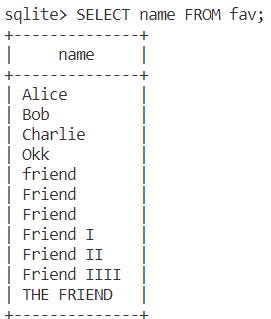 sqlite> SELECT name FROM fav;
+--------------+
|     name     |
+--------------+
| Alice        |
| Bob          |
| Charlie      |
| Okk          |
| friend       |
| Friend       |
| Friend       |
| Friend I     |
| Friend II    |
| Friend IIII  |
| THE FRIEND   |
+--------------+